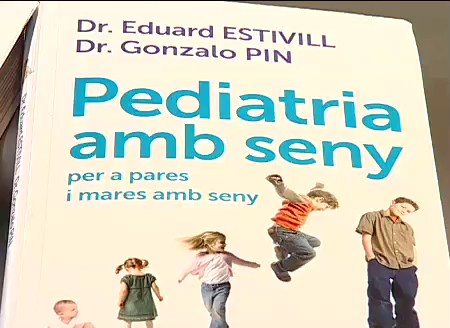 Dr. Eduard ESTIVILL
Dr. Gonzalo PIN
Pediatria
amb seny
per a pares
i mares amb seny